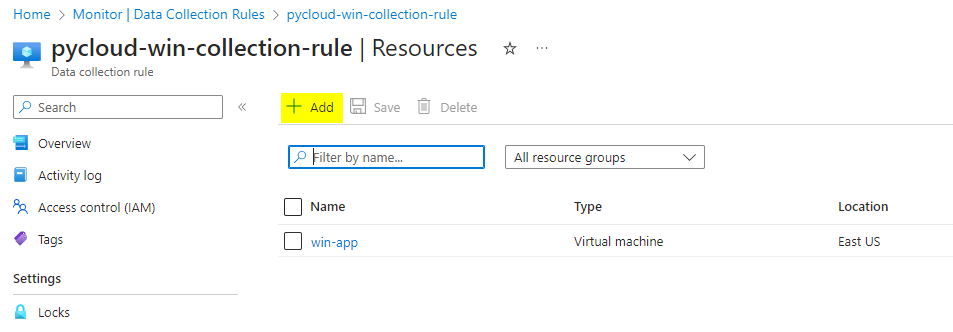 Home > Monitor | Data Collection Rules > pycloud-win-collection-rule
pycloud-win-collection-rule | Resources ☆ ···
Data collection rule
Search «
+ Add Save Delete
Overview
Filter by name... All resource groups
Activity log
Access control (IAM)
Name Type Location
Tags
win-app Virtual machine East US
Settings
Locks